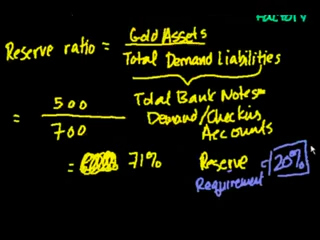 FACTORY
Reserve ratio = Gold Assets
Total Demand Liabilities
Total Bank Notes
Demand/Checking
Accounts
= 500
700
= 71%
Reserve = 20%
Requirement